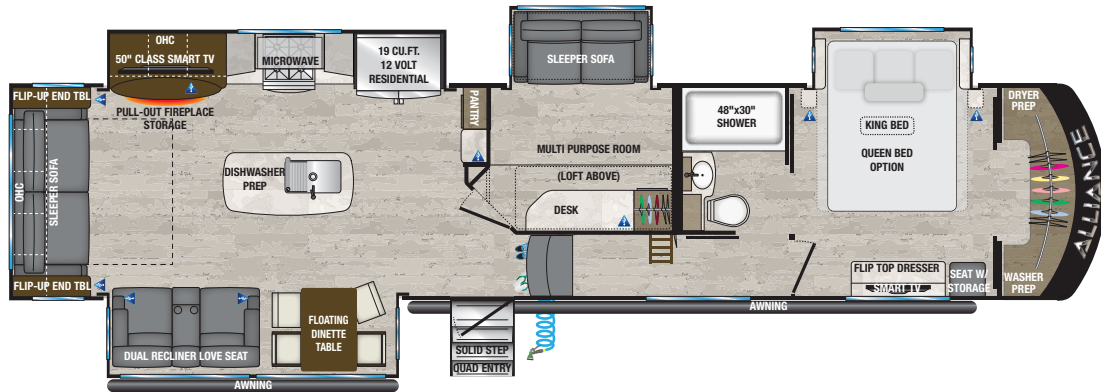 OHC
50" CLASS SMART TV
MICROWAVE
19 CU.FT.
12 VOLT
RESIDENTIAL
SLEEPER SOFA
FLIP-UP END TBL
PULL-OUT FIREPLACE
STORAGE
PANTRY
48"x30"
SHOWER
KING BED
QUEEN BED
OPTION
DRYER
PREP
ALLIANCE
OHC
SLEEPER SOFA
DISHWASHER
PREP
MULTI PURPOSE ROOM
(LOFT ABOVE)
DESK
FLIP-UP END TBL
FLIP TOP DRESSER
SMART TV
SEAT W/
STORAGE
WASHER
PREP
AWNING
DUAL RECLINER LOVE SEAT
FLOATING
DINETTE
TABLE
SOLID STEP
QUAD ENTRY
AWNING